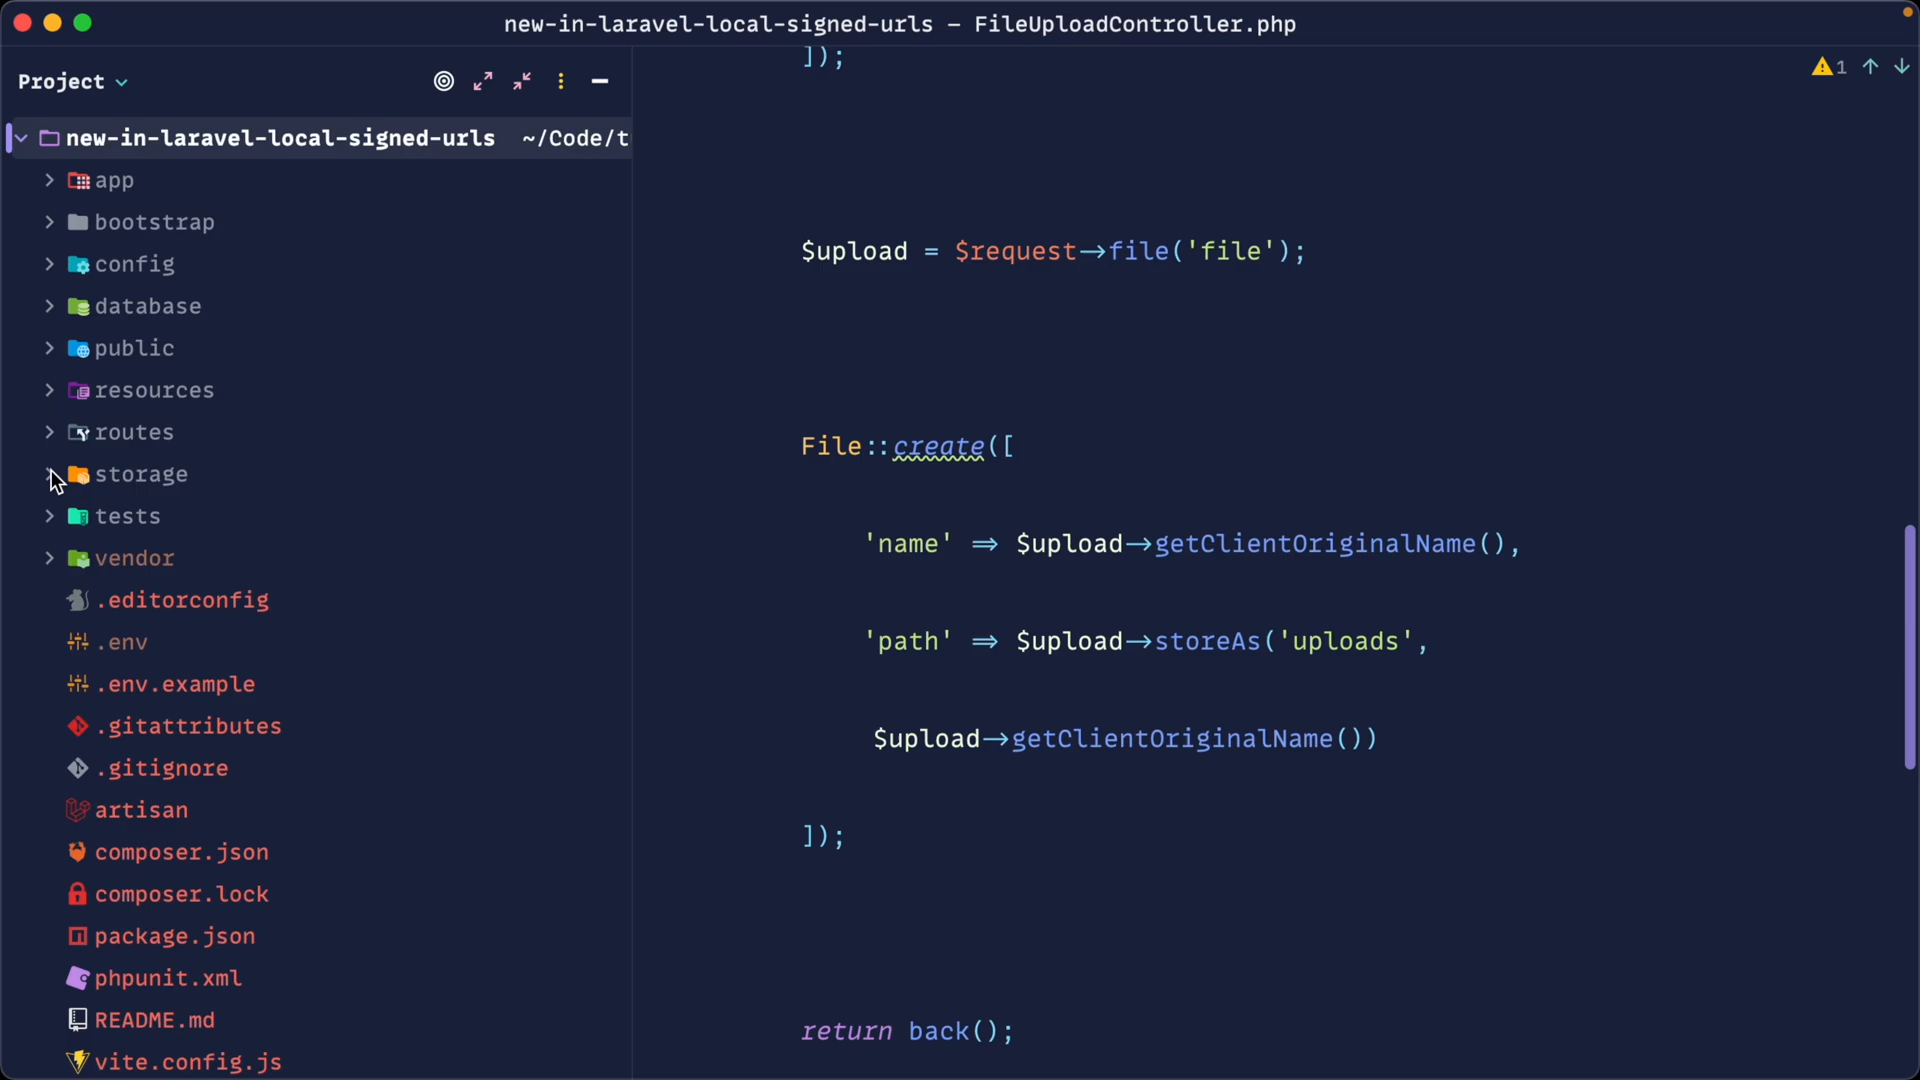 new-in-laravel-local-signed-urls – FileUploadController.php
Project
new-in-laravel-local-signed-urls ~/Code/t
app
bootstrap
config
database
public
resources
routes
storage
tests
vendor
.editorconfig
.env
.env.example
.gitattributes
.gitignore
artisan
composer.json
composer.lock
package.json
phpunit.xml
README.md
vite.config.js
1
]);
$upload = $request->file('file');
File::create([
'name' => $upload->getClientOriginalName(),
'path' => $upload->storeAs('uploads',
$upload->getClientOriginalName())
]);
return back();